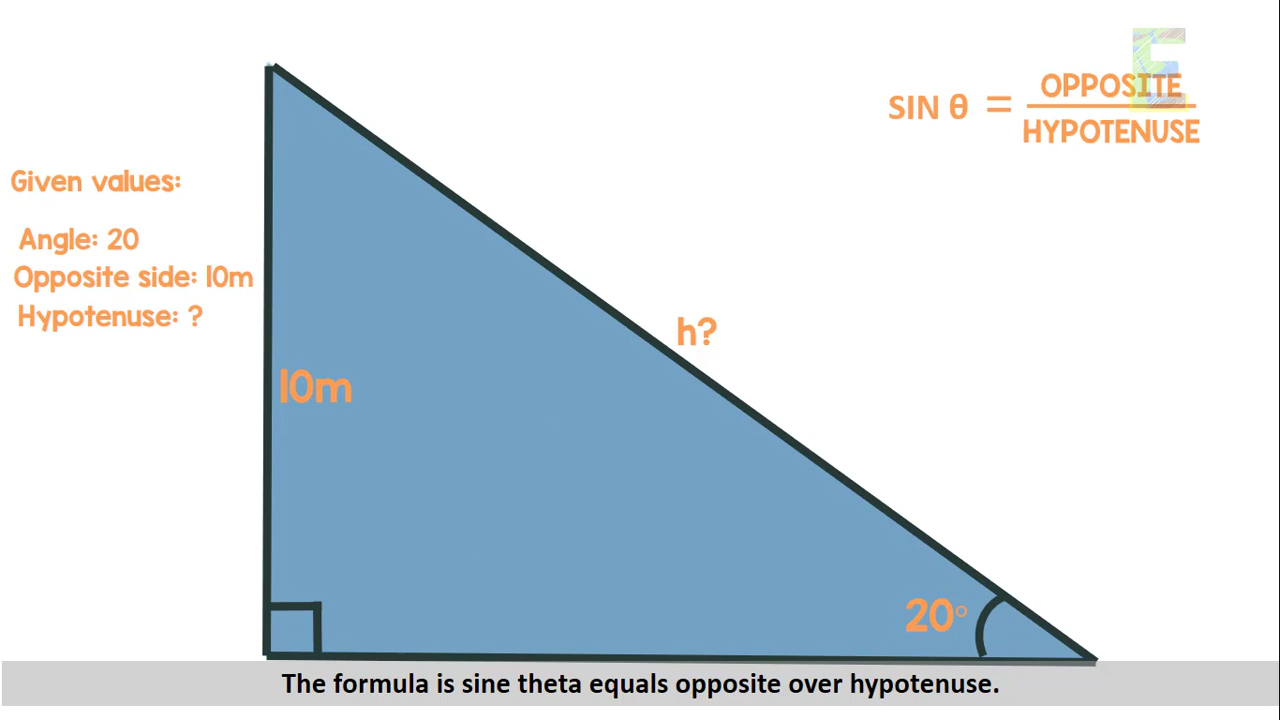 SIN θ = OPPOSITE
HYPOTENUSE
Given values:
Angle: 20
Opposite side: 10m
Hypotenuse: ?
h?
10m
20°
The formula is sine theta equals opposite over hypotenuse.